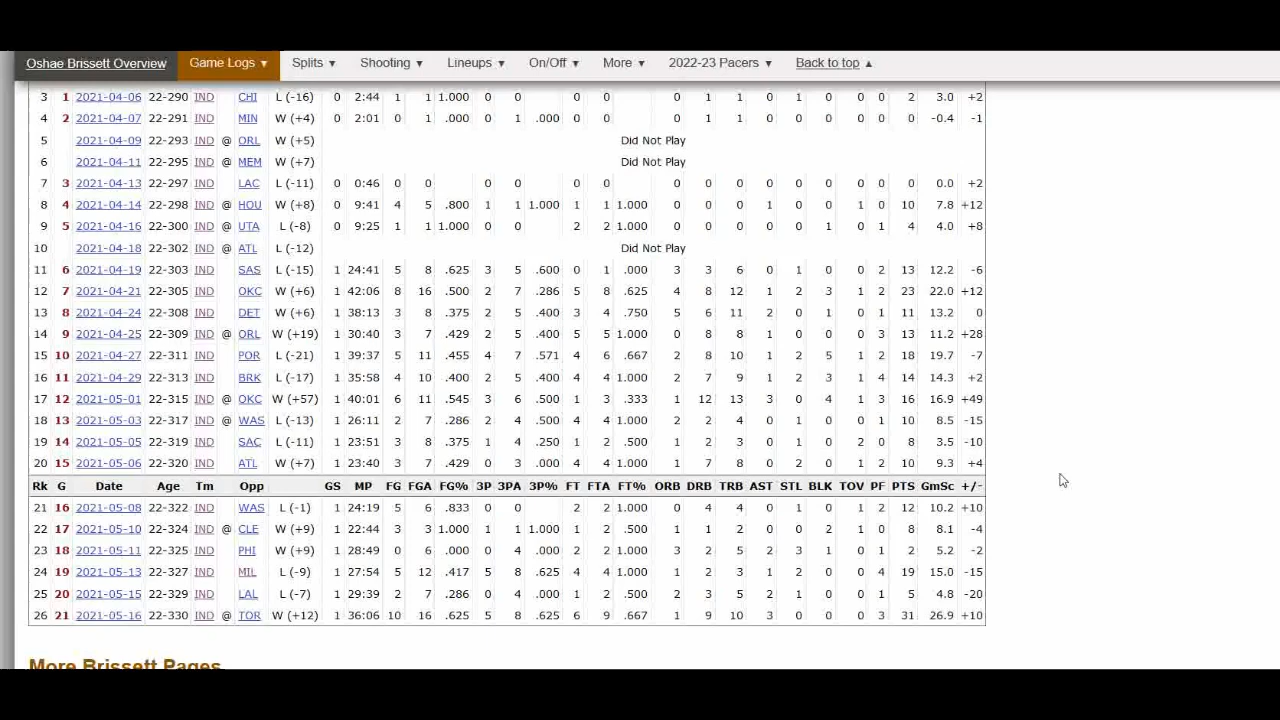 Oshae Brissett Overview Game Logs ▼ Splits ▼ Shooting ▼ Lineups ▼ On/Off ▼ More ▼ 2022-23 Pacers ▼ Back to top ▲
3 1 2021-04-06 22-290 IND CHI L (-16) 0 2:44 1 1 1.000 0 0 0 0 0 1 1 0 1 0 0 0 2 3.0 +2
4 2 2021-04-07 22-291 IND MIN W (+4) 0 2:01 0 1 .000 0 1 .000 0 0 0 1 1 0 0 0 0 0 0 -0.4 -1
5 2021-04-09 22-293 IND @ ORL W (+5) Did Not Play
6 2021-04-11 22-295 IND @ MEM W (+7) Did Not Play
7 3 2021-04-13 22-297 IND LAC L (-11) 0 0:46 0 0 0 0 0 0 0 0 0 0 0 0 0 0 0 0.0 +2
8 4 2021-04-14 22-298 IND @ HOU W (+8) 0 9:41 4 5 .800 1 1 1.000 1 1 1.000 0 0 0 1 0 0 1 0 10 7.8 +12
9 5 2021-04-16 22-300 IND @ UTA L (-8) 0 9:25 1 1 1.000 0 0 2 2 1.000 0 0 0 0 0 1 0 1 4 4.0 +8
10 2021-04-18 22-302 IND @ ATL L (-12) Did Not Play
11 6 2021-04-19 22-303 IND SAS L (-15) 1 24:41 5 8 .625 3 5 .600 0 1 .000 3 3 6 0 1 0 0 2 13 12.2 -6
12 7 2021-04-21 22-305 IND OKC W (+6) 1 42:06 8 16 .500 2 7 .286 5 8 .625 4 8 12 1 2 3 1 2 23 22.0 +12
13 8 2021-04-24 22-308 IND DET W (+6) 1 38:13 3 8 .375 2 5 .400 3 4 .750 5 6 11 2 0 1 0 1 11 13.2 0
14 9 2021-04-25 22-309 IND @ ORL W (+19) 1 30:40 3 7 .429 2 5 .400 5 5 1.000 0 8 8 1 0 0 0 3 13 11.2 +28
15 10 2021-04-27 22-311 IND POR L (-21) 1 39:37 5 11 .455 4 7 .571 4 6 .667 2 8 10 1 2 5 1 2 18 19.7 -7
16 11 2021-04-29 22-313 IND BRK L (-17) 1 35:58 4 10 .400 2 5 .400 4 4 1.000 2 7 9 1 2 3 1 4 14 14.3 +2
17 12 2021-05-01 22-315 IND @ OKC W (+57) 1 40:01 6 11 .545 3 6 .500 1 3 .333 1 12 13 3 0 4 1 3 16 16.9 +49
18 13 2021-05-03 22-317 IND @ WAS L (-13) 1 26:11 2 7 .286 2 4 .500 4 4 1.000 2 2 4 0 1 0 0 1 10 8.5 -15
19 14 2021-05-05 22-319 IND SAC L (-11) 1 23:51 3 8 .375 1 4 .250 1 2 .500 1 2 3 0 1 0 2 0 8 3.5 -10
20 15 2021-05-06 22-320 IND ATL W (+7) 1 23:40 3 7 .429 0 3 .000 4 4 1.000 1 7 8 0 2 0 1 2 10 9.3 +4
Rk G Date Age Tm Opp GS MP FG FGA FG% 3P 3PA 3P% FT FTA FT% ORB DRB TRB AST STL BLK TOV PF PTS GmSc +/-
21 16 2021-05-08 22-322 IND WAS L (-1) 1 24:19 5 6 .833 0 0 2 2 1.000 0 4 4 0 1 0 1 2 12 10.2 +10
22 17 2021-05-10 22-324 IND @ CLE W (+9) 1 22:44 3 3 1.000 1 1 1.000 1 2 .500 1 1 2 0 0 2 1 0 8 8.1 -4
23 18 2021-05-11 22-325 IND PHI W (+9) 1 28:49 0 6 .000 0 4 .000 2 2 1.000 3 2 5 2 3 1 0 1 2 5.2 -2
24 19 2021-05-13 22-327 IND MIL L (-9) 1 27:54 5 12 .417 5 8 .625 4 4 1.000 1 2 3 1 2 0 0 4 19 15.0 -15
25 20 2021-05-15 22-329 IND LAL L (-7) 1 29:39 2 7 .286 0 4 .000 1 2 .500 2 3 5 2 1 0 0 1 5 4.8 -20
26 21 2021-05-16 22-330 IND @ TOR W (+12) 1 36:06 10 16 .625 5 8 .625 6 9 .667 1 9 10 3 0 0 0 3 31 26.9 +10
More Brissett Pages